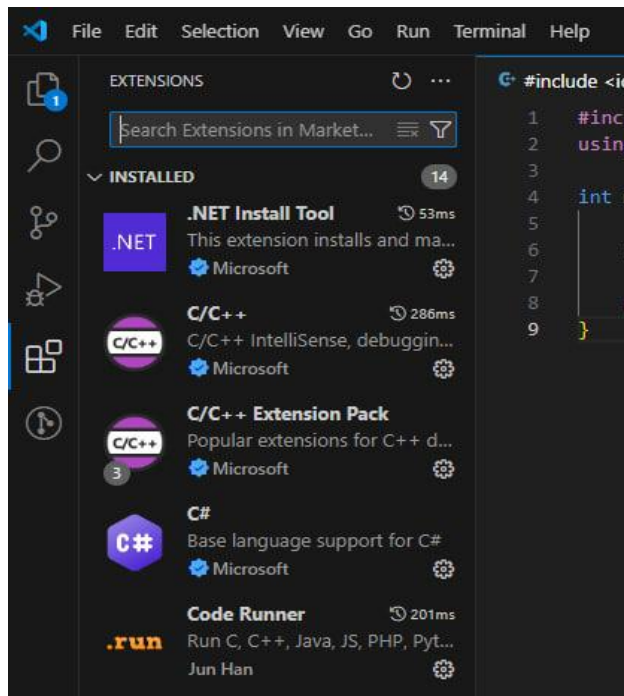 File Edit Selection View Go Run Terminal Help
EXTENSIONS
Search Extensions in Market...
INSTALLED 14
.NET Install Tool 53ms
This extension installs and ma...
Microsoft
.NET
C/C++ 286ms
C/C++ IntelliSense, debuggin...
Microsoft
C/C++
C/C++ Extension Pack
Popular extensions for C++ d...
Microsoft
C/C++
3
C#
Base language support for C#
Microsoft
C#
Code Runner 201ms
Run C, C++, Java, JS, PHP, Pyt...
Jun Han
.run
1
#include <i
1 #inc
2 usin
3
4 int
5
6
7
8
9 }